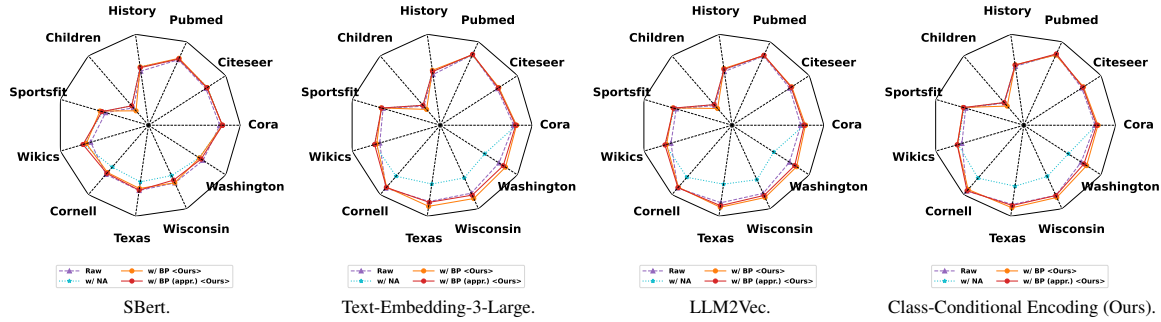 History
Pubmed
Children
Citeseer
Sportsfit
Cora
Wikics
Washington
Cornell
Wisconsin
Texas
Raw
w/ BP <Ours>
w/ NA
w/ BP (appr.) <Ours>
SBert.
History
Pubmed
Children
Citeseer
Sportsfit
Cora
Wikics
Washington
Cornell
Wisconsin
Texas
Raw
w/ BP <Ours>
w/ NA
w/ BP (appr.) <Ours>
Text-Embedding-3-Large.
History
Pubmed
Children
Citeseer
Sportsfit
Cora
Wikics
Washington
Cornell
Wisconsin
Texas
Raw
w/ BP <Ours>
w/ NA
w/ BP (appr.) <Ours>
LLM2Vec.
History
Pubmed
Children
Citeseer
Sportsfit
Cora
Wikics
Washington
Cornell
Wisconsin
Texas
Raw
w/ BP <Ours>
w/ NA
w/ BP (appr.) <Ours>
Class-Conditional Encoding (Ours).